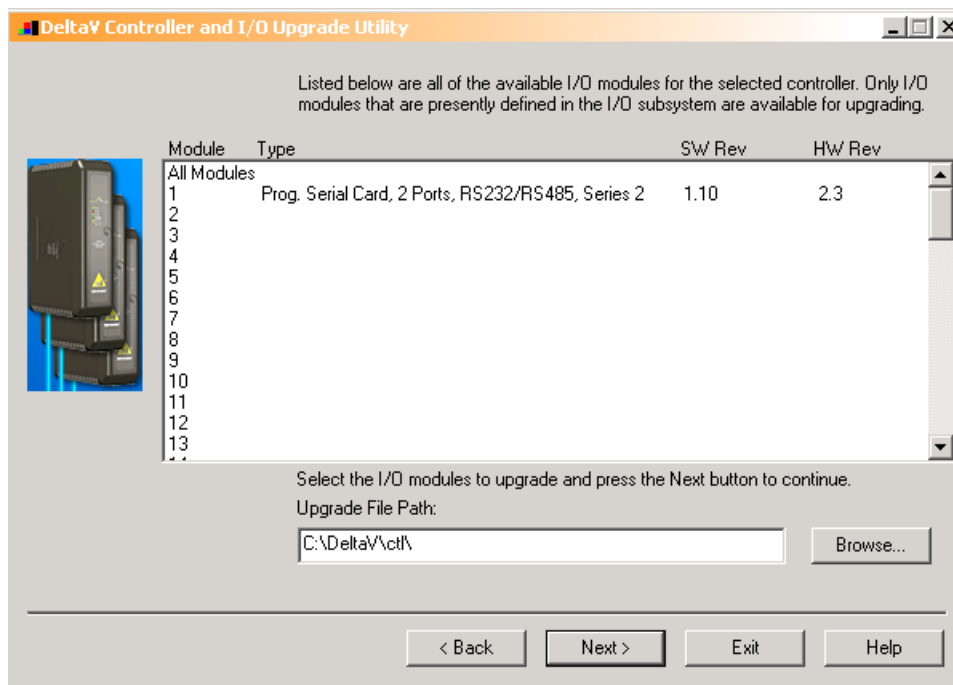 DeltaV Controller and I/O Upgrade Utility
Listed below are all of the available I/O modules for the selected controller. Only I/O
modules that are presently defined in the I/O subsystem are available for upgrading.
Module Type SW Rev HW Rev
All Modules
1 Prog. Serial Card, 2 Ports, RS232/RS485, Series 2 1.10 2.3
2
3
4
5
6
7
8
9
10
11
12
13
Select the I/O modules to upgrade and press the Next button to continue.
Upgrade File Path:
C:\DeltaV\ctl\
Browse...
< Back Next > Exit Help